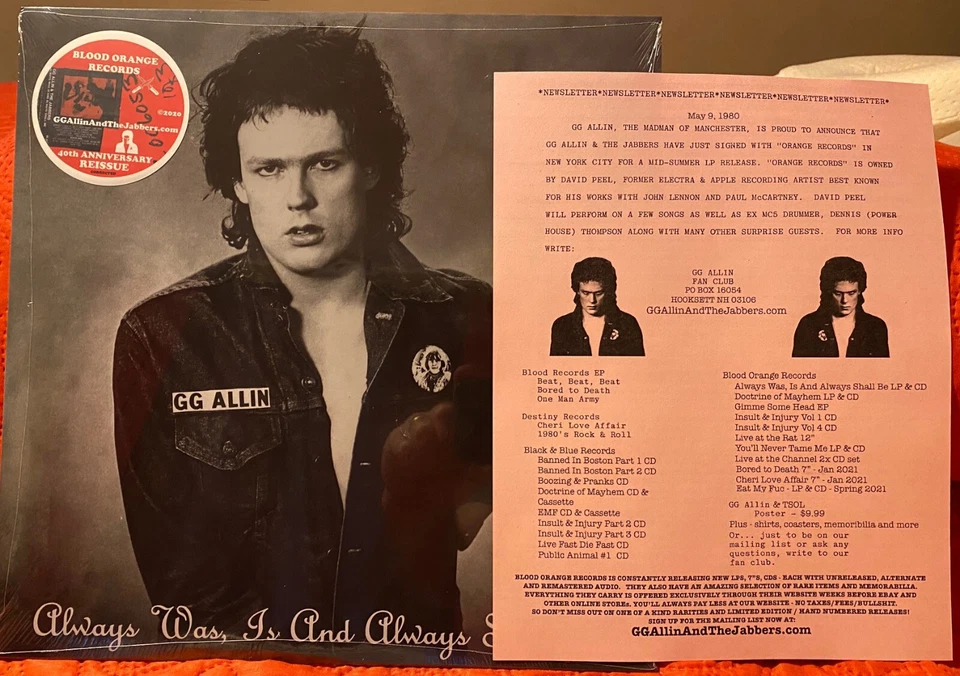 BLOOD ORANGE
RECORDS
©2020
GGAllinAndTheJabbers.com
40th ANNIVERSARY
REISSUE
GG ALLIN
Always Was, Is And Always
*NEWSLETTER*NEWSLETTER*NEWSLETTER*NEWSLETTER*NEWSLETTER*NEWSLETTER*
May 9, 1980
GG ALLIN, THE MADMAN OF MANCHESTER, IS PROUD TO ANNOUNCE THAT
GG ALLIN & THE JABBERS HAVE JUST SIGNED WITH "ORANGE RECORDS" IN
NEW YORK CITY FOR A MID-SUMMER LP RELEASE. "ORANGE RECORDS" IS OWNED
BY DAVID PEEL, FORMER ELECTRA & APPLE RECORDING ARTIST BEST KNOWN
FOR HIS WORKS WITH JOHN LENNON AND PAUL McCARTNEY. DAVID PEEL
WILL PERFORM ON A FEW SONGS AS WELL AS EX MC5 DRUMMER, DENNIS (POWER
HOUSE) THOMPSON ALONG WITH MANY OTHER SURPRISE GUESTS. FOR MORE INFO
WRITE:
GG ALLIN
FAN CLUB
PO BOX 16054
HOOKSETT NH 03106
GGAllinAndTheJabbers.com
Blood Records EP
Beat, Beat, Beat
Bored to Death
One Man Army
Destiny Records
Cheri Love Affair
1980's Rock & Roll
Black & Blue Records
Banned In Boston Part 1 CD
Banned In Boston Part 2 CD
Boozing & Pranks CD
Doctrine of Mayhem CD &
Cassette
EMF CD & Cassette
Insult & Injury Part 2 CD
Insult & Injury Part 3 CD
Live Fast Die Fast CD
Public Animal #1 CD
Blood Orange Records
Always Was, Is And Always Shall Be LP & CD
Doctrine of Mayhem LP & CD
Gimme Some Head EP
Insult & Injury Vol 1 CD
Insult & Injury Vol 4 CD
Live at the Rat 12"
You'll Never Tame Me LP & CD
Live at the Channel 2x CD set
Bored to Death 7" - Jan 2021
Cheri Love Affair 7" - Jan 2021
Eat My Fuc - LP & CD - Spring 2021
GG Allin & TSOL
Poster - $9.99
Plus - shirts, coasters, memoribilia and more
Or... just to be on our
mailing list or ask any
questions, write to our
fan club.
BLOOD ORANGE RECORDS IS CONSTANTLY RELEASING NEW LPS, 7"S, CDS - EACH WITH UNRELEASED, ALTERNATE
AND REMASTERED AUDIO. THEY ALSO HAVE AN AMAZING SELECTION OF RARE ITEMS AND MEMORABILIA.
EVERYTHING THEY CARRY IS OFFERED EXCLUSIVELY THROUGH THEIR WEBSITE WEEKS BEFORE EBAY AND
OTHER ONLINE STORES. YOU'LL ALWAYS PAY LESS AT OUR WEBSITE - NO TAXES/FEES/BULLSHIT.
SO DON'T MISS OUT ON ONE OF A KIND RARITIES AND LIMITED EDITION / HAND NUMBERED RELEASES!
SIGN UP FOR THE MAILING LIST NOW AT:
GGAllinAndTheJabbers.com